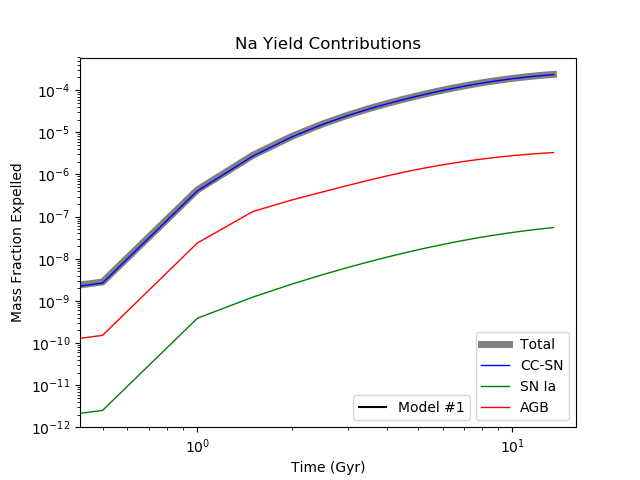 Na Yield Contributions
Mass Fraction Expelled
10⁻⁴
10⁻⁵
10⁻⁶
10⁻⁷
10⁻⁸
10⁻⁹
10⁻¹⁰
10⁻¹¹
10⁻¹²
Total
CC-SN
SN Ia
AGB
Model #1
10⁰
10¹
Time (Gyr)